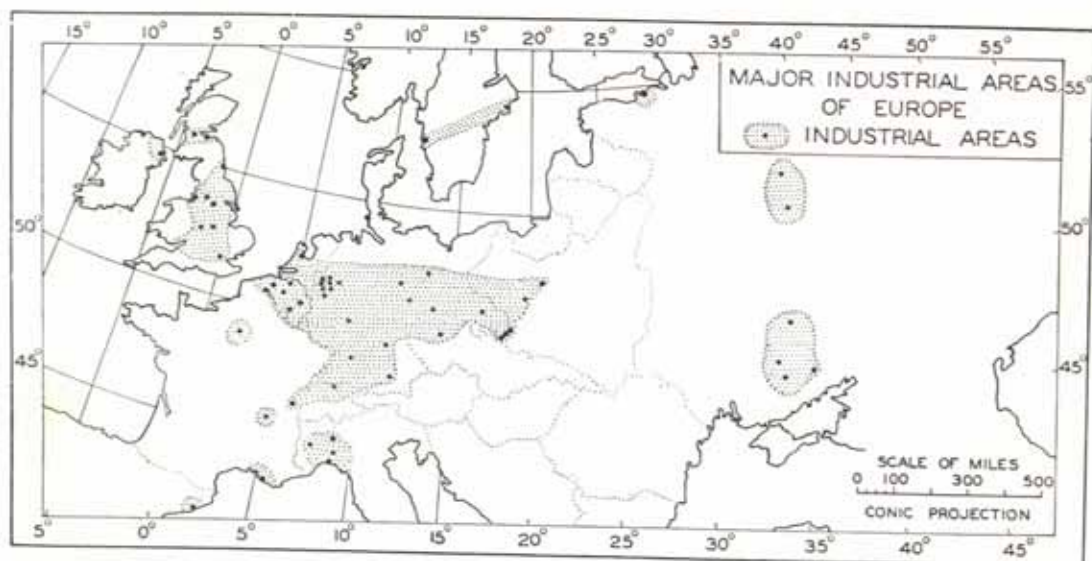 15° 10° 5° 0° 5° 10° 15° 20° 25° 30° 35° 40° 45° 50° 55°
MAJOR INDUSTRIAL AREAS
OF EUROPE
INDUSTRIAL AREAS
55°
50°
50°
45°
45°
SCALE OF MILES
0 100 300 500
CONIC PROJECTION
5° 0° 5° 10° 15° 20° 25° 30° 35° 40° 45°